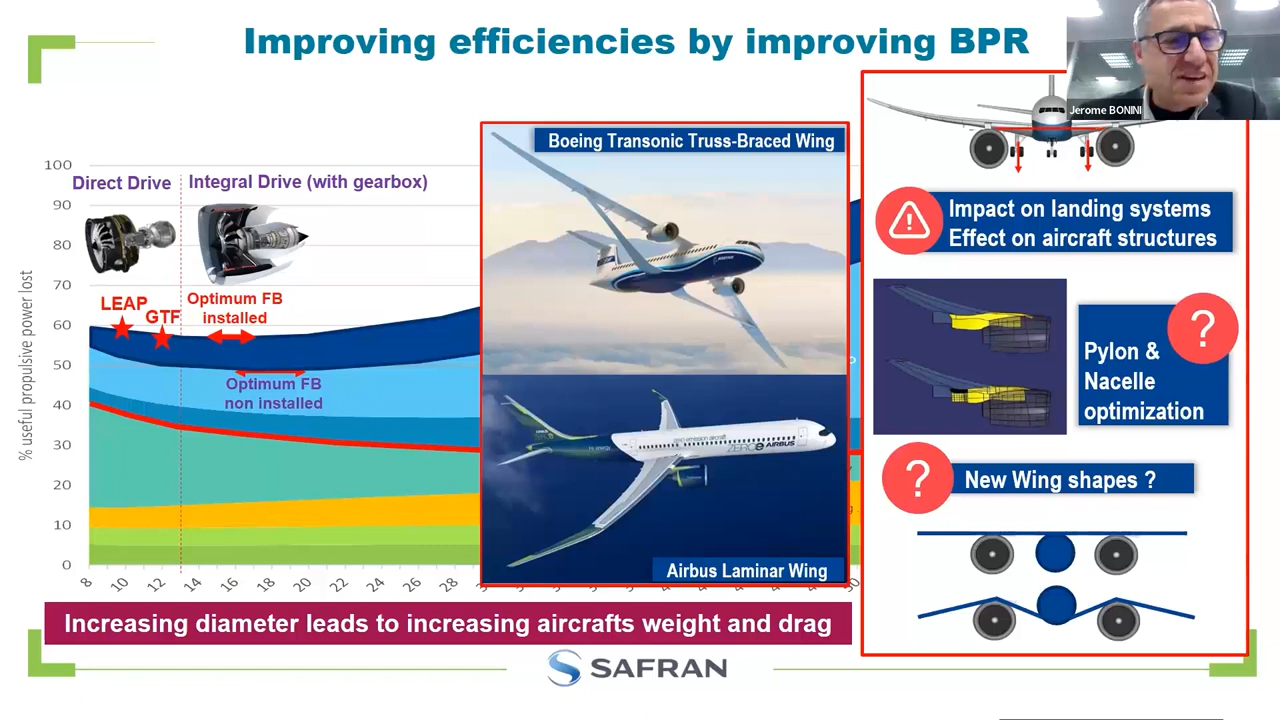 Improving efficiencies by improving BPR
Jerome BONINI
Boeing Transonic Truss-Braced Wing
100
90
80
70
60
50
40
30
20
10
0
% useful propulsive power lost
Direct Drive
Integral Drive (with gearbox)
LEAP
GTF
Optimum FB
installed
Optimum FB
non installed
8
10
12
14
16
18
20
22
24
26
28
ZERO AIRBUS
Airbus Laminar Wing
Impact on landing systems
Effect on aircraft structures
?
Pylon &
Nacelle
optimization
?
New Wing shapes ?
Increasing diameter leads to increasing aircrafts weight and drag
SAFRAN